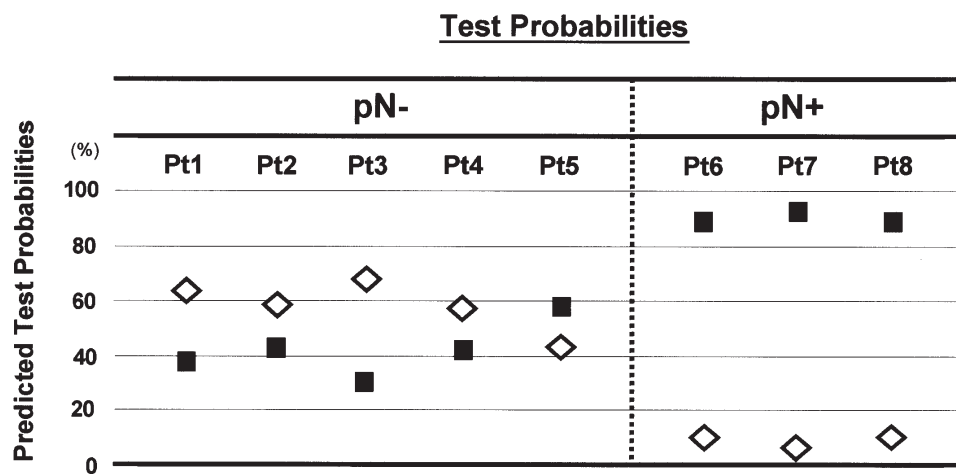 Test Probabilities
pN- pN+
(%)
Pt1 Pt2 Pt3 Pt4 Pt5 Pt6 Pt7 Pt8
100
80
60
40
20
0
Predicted Test Probabilities